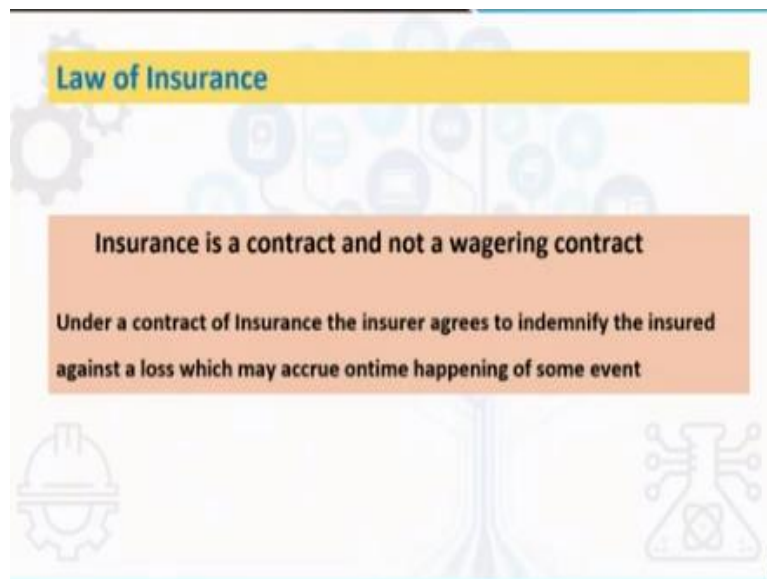 Law of Insurance
Insurance is a contract and not a wagering contract
Under a contract of Insurance the insurer agrees to indemnify the insured
against a loss which may accrue ontime happening of some event